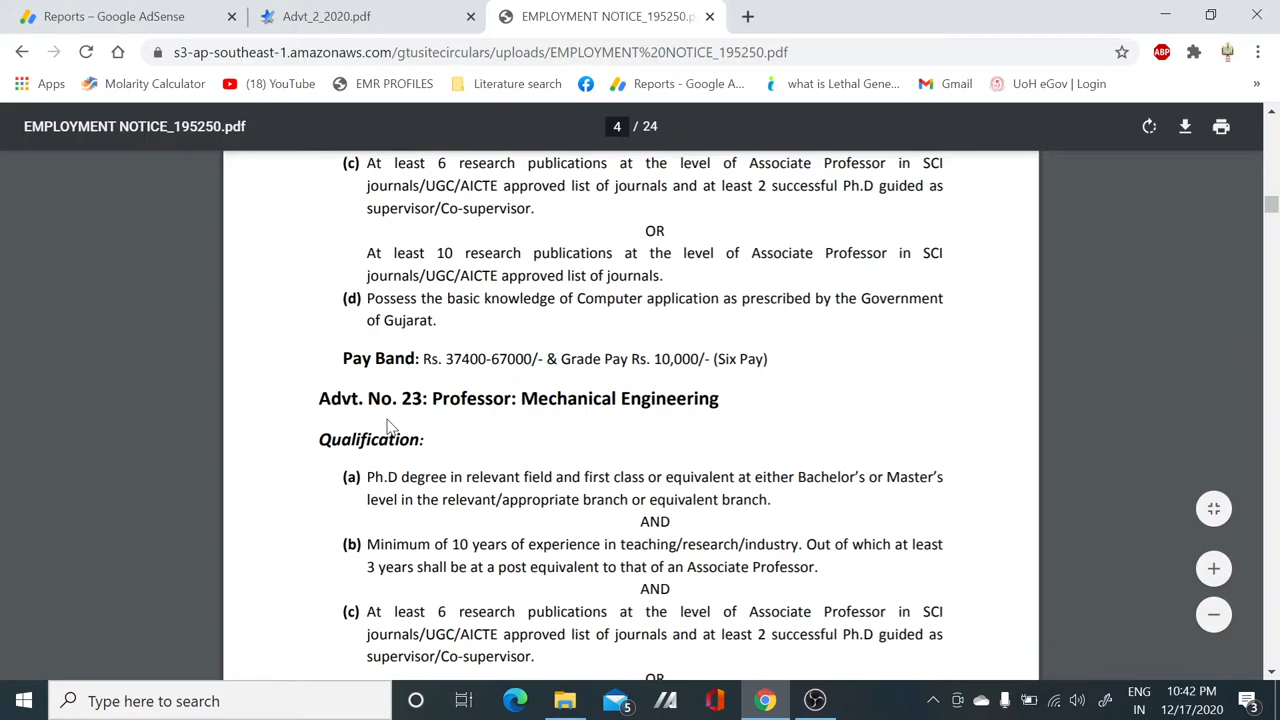 Reports - Google AdSense
Advt_2_2020.pdf
EMPLOYMENT NOTICE_195250.p
s3-ap-southeast-1.amazonaws.com/gtusitecirculars/uploads/EMPLOYMENT%20NOTICE_195250.pdf
ABP
Apps
Molarity Calculator
(18) YouTube
EMR PROFILES
Literature search
Reports - Google A...
what is Lethal Gene...
Gmail
UoH eGov | Login
»
EMPLOYMENT NOTICE_195250.pdf
4 / 24
(c) At least 6 research publications at the level of Associate Professor in SCI
journals/UGC/AICTE approved list of journals and at least 2 successful Ph.D guided as
supervisor/Co-supervisor.
OR
At least 10 research publications at the level of Associate Professor in SCI
journals/UGC/AICTE approved list of journals.
(d) Possess the basic knowledge of Computer application as prescribed by the Government
of Gujarat.
Pay Band: Rs. 37400-67000/- & Grade Pay Rs. 10,000/- (Six Pay)
Advt. No. 23: Professor: Mechanical Engineering
Qualification:
(a) Ph.D degree in relevant field and first class or equivalent at either Bachelor's or Master's
level in the relevant/appropriate branch or equivalent branch.
AND
(b) Minimum of 10 years of experience in teaching/research/industry. Out of which at least
3 years shall be at a post equivalent to that of an Associate Professor.
AND
(c) At least 6 research publications at the level of Associate Professor in SCI
journals/UGC/AICTE approved list of journals and at least 2 successful Ph.D guided as
supervisor/Co-supervisor.
OR
Type here to search
5
ENG
IN
10:42 PM
12/17/2020
3